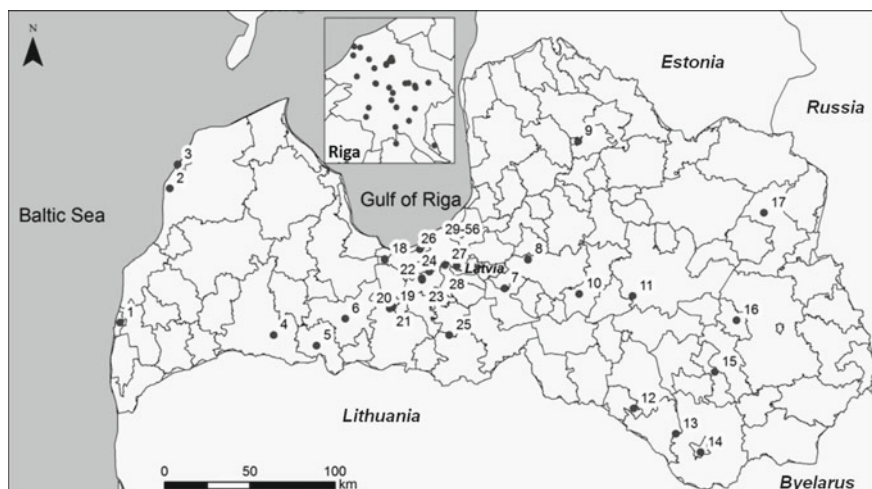 N
Estonia
Russia
Riga
Gulf of Riga
Baltic Sea
Latvia
Lithuania
Byelarus
1
2
3
4
5
6
7
8
9
10
11
12
13
14
15
16
17
18
19
20
21
22
23
24
25
26
27
28
29-56
0 50 100
km